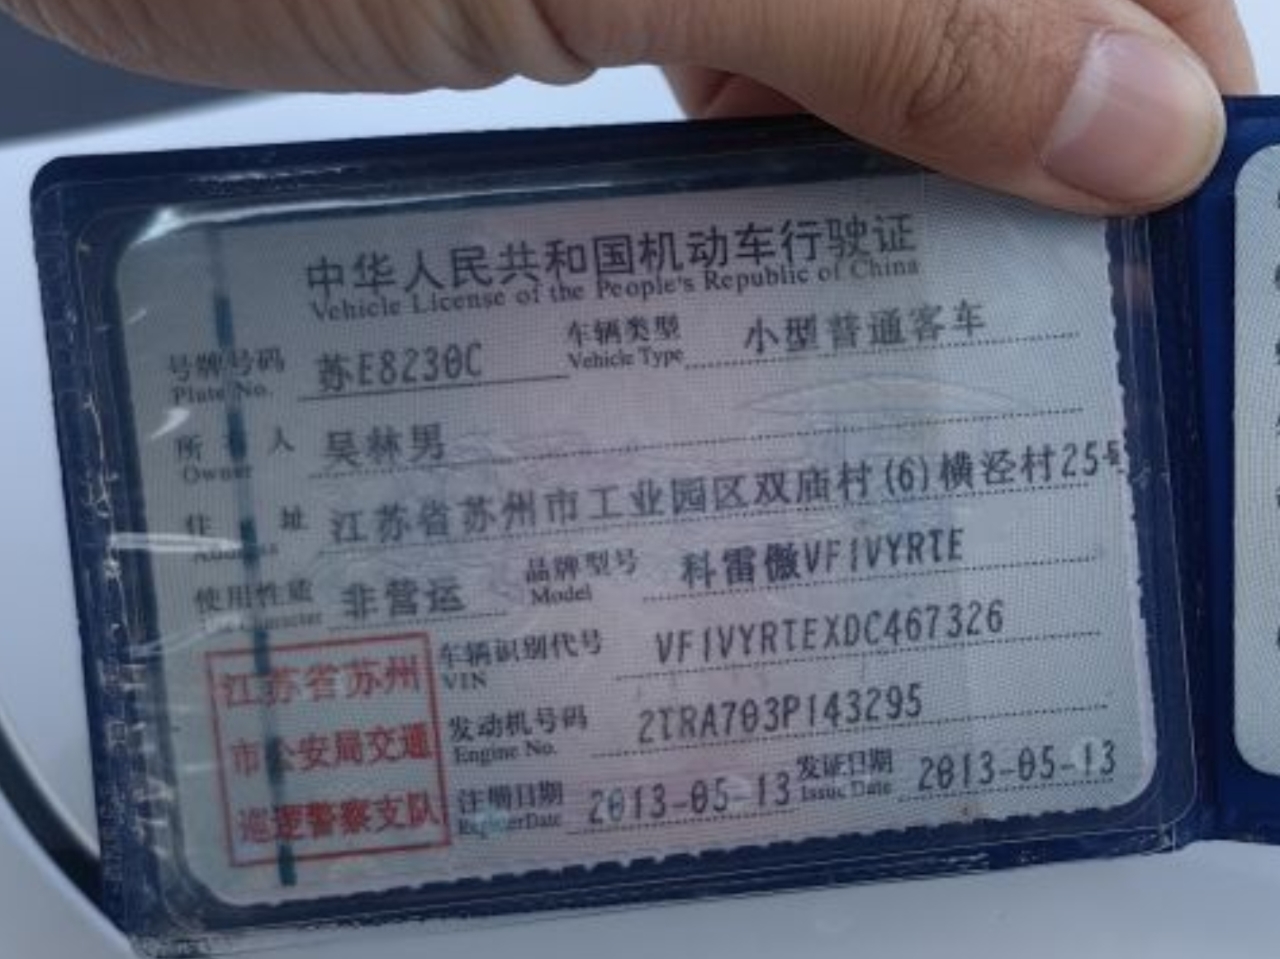 中华人民共和国机动车行驶证
Vehicle License of the People's Republic of China
号牌号码 苏E8230C 车辆类型 小型普通客车
Plate No. Vehicle Type
所有人 吴林男
Owner
住址 江苏省苏州市工业园区双庙村(6)横泾村25号
Address
使用性质 非营运 品牌型号 科雷傲VF1VYRTE
Use Character Model
车辆识别代号 VF1VYRTEXDC467326
VIN
发动机号码 2TRA703P143295
Engine No.
注册日期 2013-05-13 发证日期 2013-05-13
Register Date Issue Date
江苏省苏州
市公安局交通
巡逻警察支队